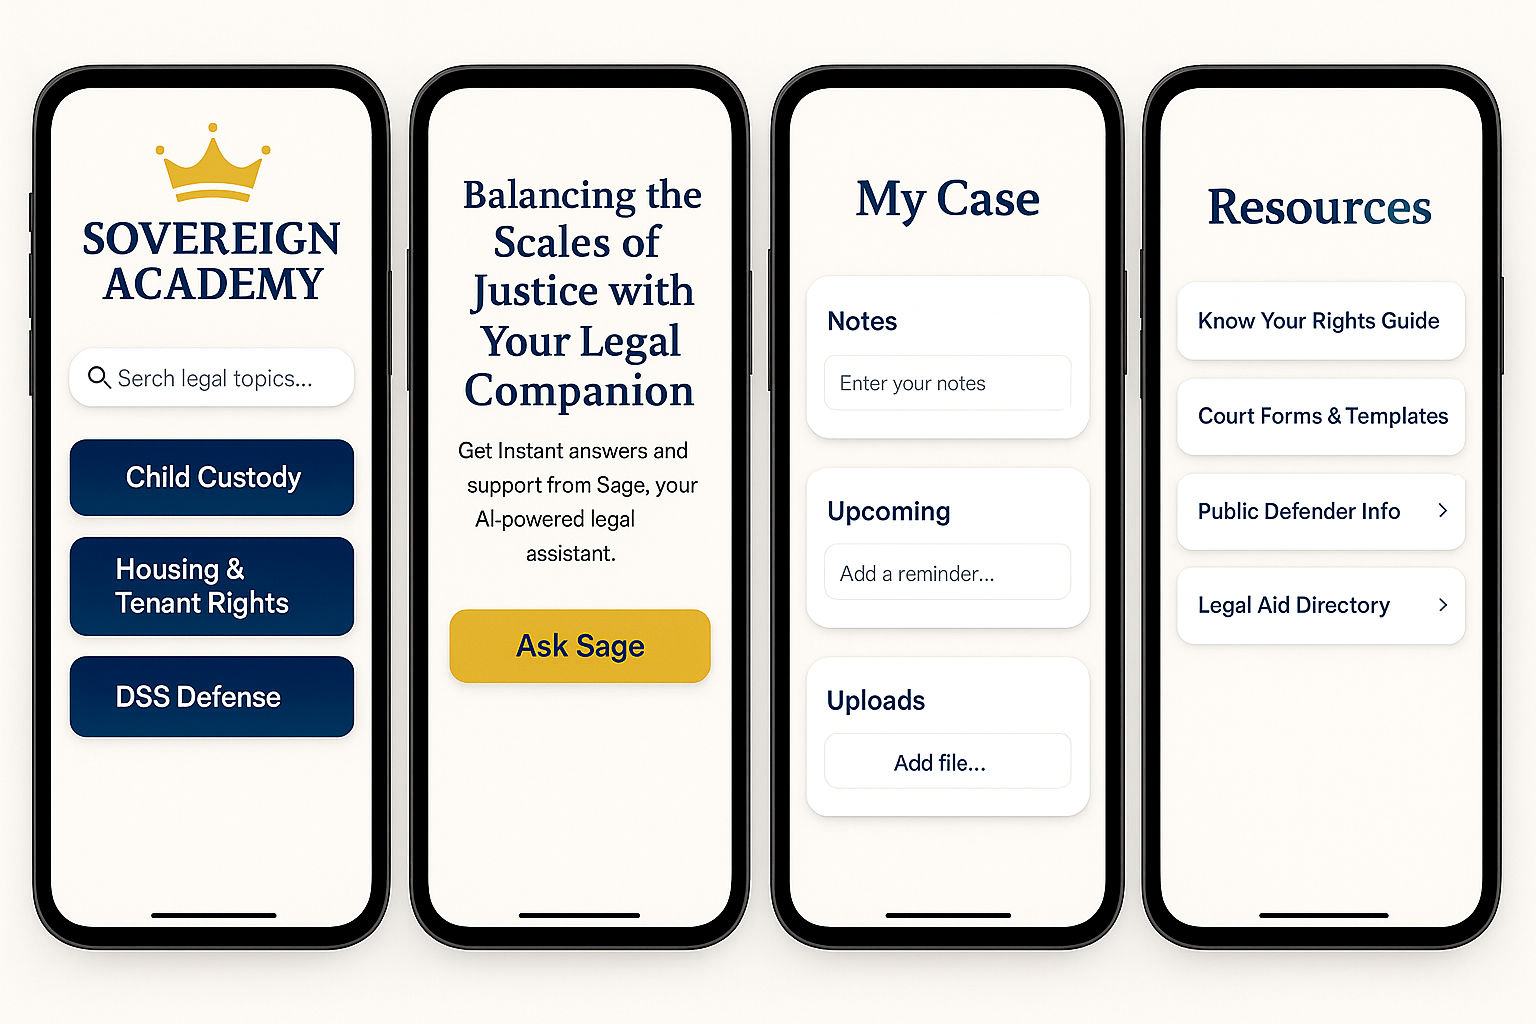 SOVEREIGN
ACADEMY
Serch legal topics...
Child Custody
Housing &
Tenant Rights
DSS Defense
Balancing the
Scales of
Justice with
Your Legal
Companion
Get Instant answers and
support from Sage, your
AI-powered legal
assistant.
Ask Sage
My Case
Notes
Enter your notes
Upcoming
Add a reminder...
Uploads
Add file...
Resources
Know Your Rights Guide
Court Forms & Templates
Public Defender Info
Legal Aid Directory